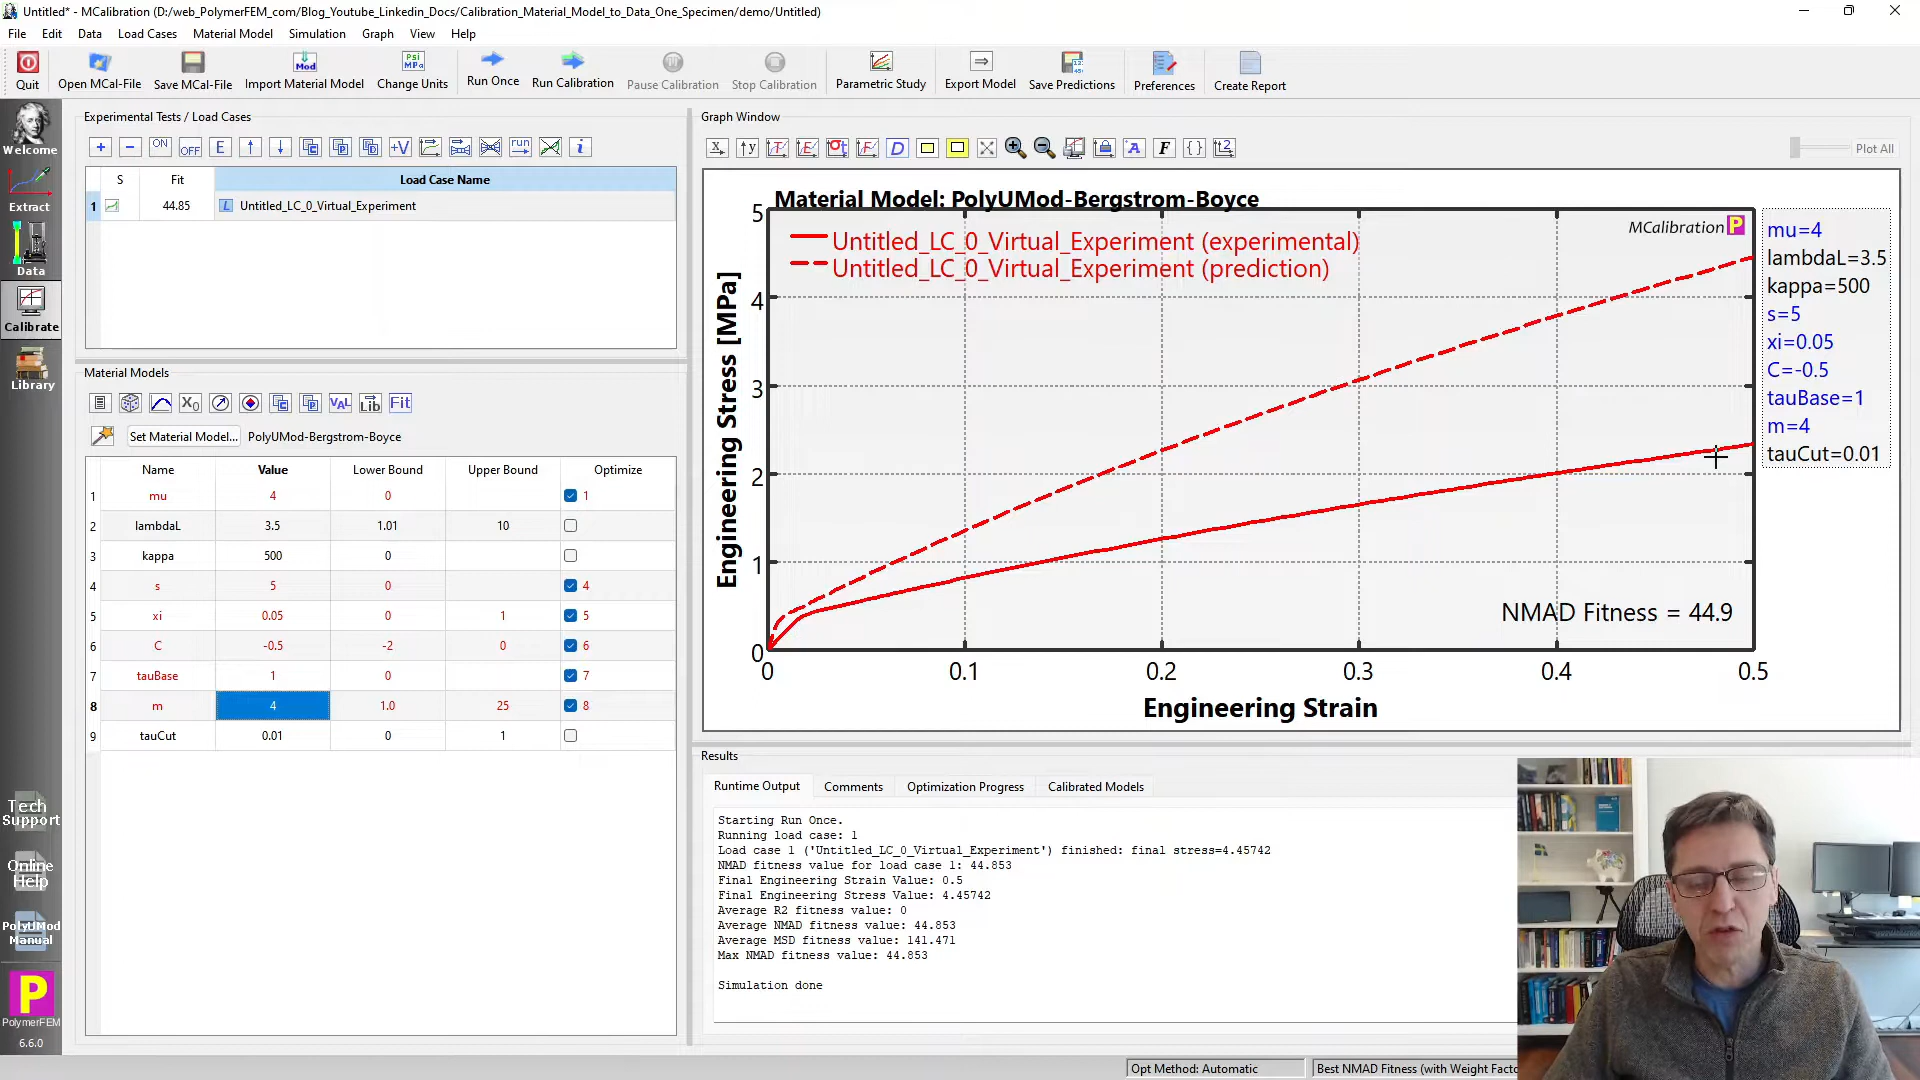 Untitled* - MCalibration (D:/web_PolymerFEM_com/Blog_Youtube_Linkedin_Docs/Calibration_Material_Model_to_Data_One_Specimen/demo/Untitled)
File Edit Data Load Cases Material Model Simulation Graph View Help
Quit Open MCal-File Save MCal-File Import Material Model Change Units Run Once Run Calibration Pause Calibration Stop Calibration Parametric Study Export Model Save Predictions Preferences Create Report
Welcome
Extract
Data
Calibrate
Library
Tech Support
Online Help
PolyUMod Manual
PolymerFEM
6.6.0
Experimental Tests / Load Cases
ON OFF E +V run i
S Fit Load Case Name
1 44.85 L Untitled_LC_0_Virtual_Experiment
Material Models
X0 VAL Lib Fit
Set Material Model... PolyUMod-Bergstrom-Boyce
Name Value Lower Bound Upper Bound Optimize
1 mu 4 0 1
2 lambdaL 3.5 1.01 10
3 kappa 500 0
4 s 5 0 4
5 xi 0.05 0 1 5
6 C -0.5 -2 0 6
7 tauBase 1 0 7
8 m 4 1.0 25 8
9 tauCut 0.01 0 1
Graph Window
Plot All
Material Model: PolyUMod-Bergstrom-Boyce
Untitled_LC_0_Virtual_Experiment (experimental)
Untitled_LC_0_Virtual_Experiment (prediction)
MCalibration P
mu=4
lambdaL=3.5
kappa=500
s=5
xi=0.05
C=-0.5
tauBase=1
m=4
tauCut=0.01
NMAD Fitness = 44.9
Engineering Stress [MPa]
5
4
3
2
1
0
0 0.1 0.2 0.3 0.4 0.5
Engineering Strain
Results
Runtime Output Comments Optimization Progress Calibrated Models
Starting Run Once.
Running load case: 1
Load case 1 ('Untitled_LC_0_Virtual_Experiment') finished: final stress=4.45742
NMAD fitness value for load case 1: 44.853
Final Engineering Strain Value: 0.5
Final Engineering Stress Value: 4.45742
Average R2 fitness value: 0
Average NMAD fitness value: 44.853
Average MSD fitness value: 141.471
Max NMAD fitness value: 44.853
Simulation done
Opt Method: Automatic
Best NMAD Fitness (with Weight Facto